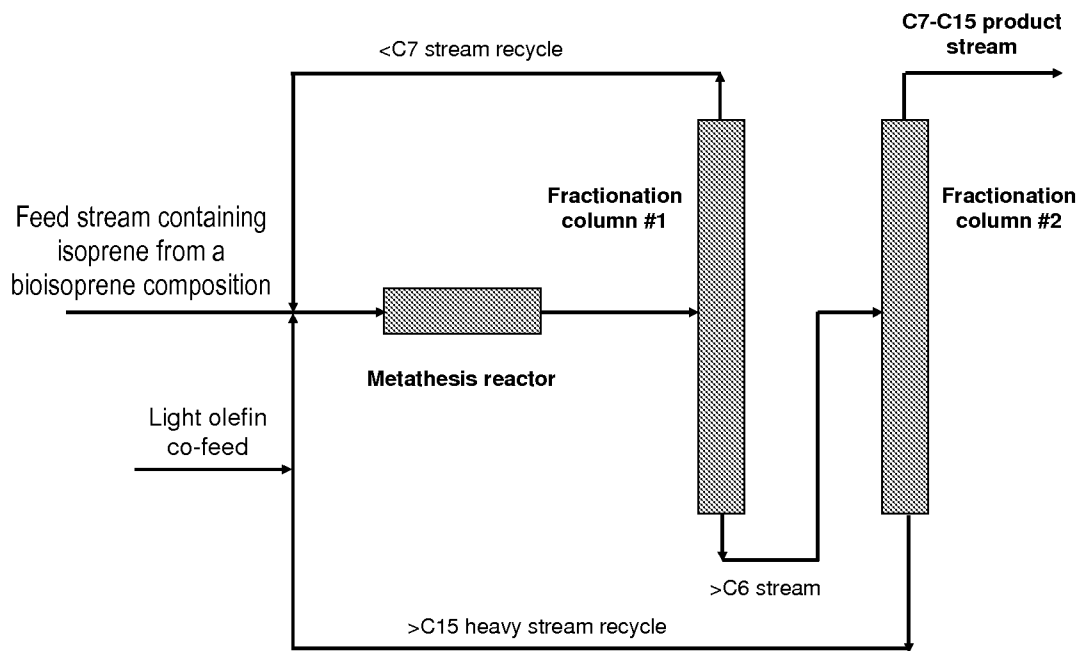 C7-C15 product
stream
<C7 stream recycle
Fractionation
column #1
Fractionation
column #2
Feed stream containing
isoprene from a
bioisoprene composition
Metathesis reactor
Light olefin
co-feed
>C6 stream
>C15 heavy stream recycle